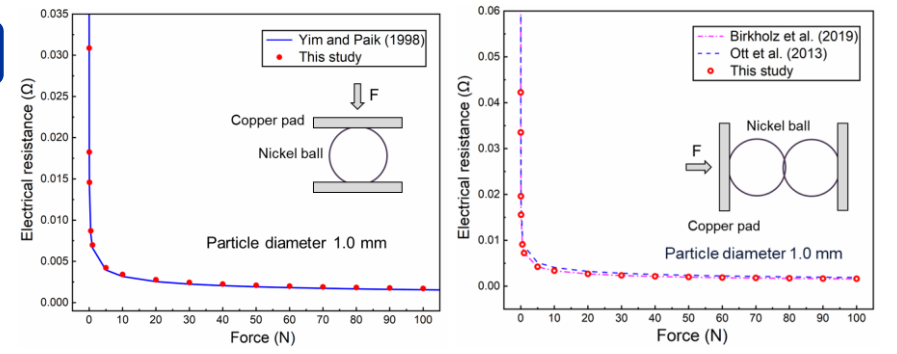 0.035
0.030
0.025
0.020
0.015
0.010
0.005
0.000
0 10 20 30 40 50 60 70 80 90 100
Electrical resistance (Ω)
Force (N)
Yim and Paik (1998)
This study
F
Copper pad
Nickel ball
Particle diameter 1.0 mm
0.06
0.05
0.04
0.03
0.02
0.01
0.00
0 10 20 30 40 50 60 70 80 90 100
Electrical resistance (Ω)
Force (N)
Birkholz et al. (2019)
Ott et al. (2013)
This study
Nickel ball
F
Copper pad
Particle diameter 1.0 mm